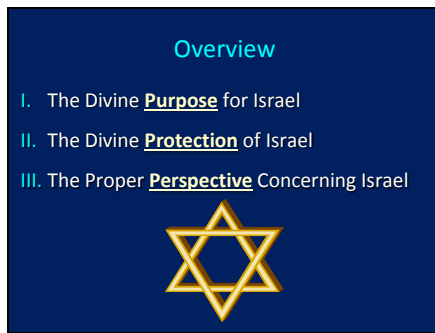 Overview
I. The Divine Purpose for Israel
II. The Divine Protection of Israel
III. The Proper Perspective Concerning Israel